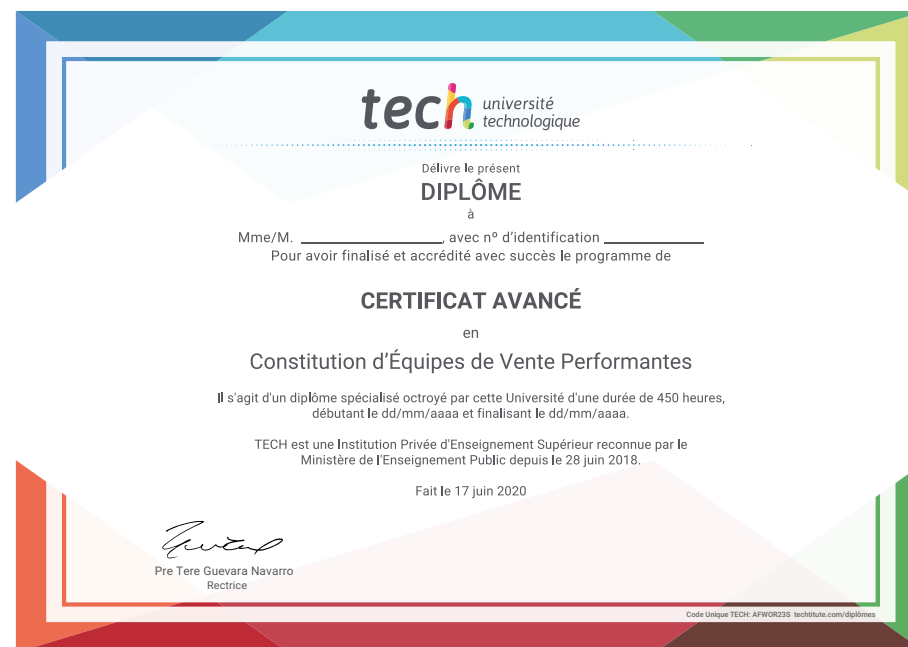 tech université
technologique
Délivre le présent
DIPLÔME
à
Mme/M. ____________________, avec nº d'identification ______________
Pour avoir finalisé et accrédité avec succès le programme de
CERTIFICAT AVANCÉ
en
Constitution d'Équipes de Vente Performantes
Il s'agit d'un diplôme spécialisé octroyé par cette Université d'une durée de 450 heures,
débutant le dd/mm/aaaa et finalisant le dd/mm/aaaa.
TECH est une Institution Privée d'Enseignement Supérieur reconnue par le
Ministère de l'Enseignement Public depuis le 28 juin 2018.
Fait le 17 juin 2020
Pre Tere Guevara Navarro
Rectrice
Code Unique TECH: AFWOR23S techtitute.com/diplômes